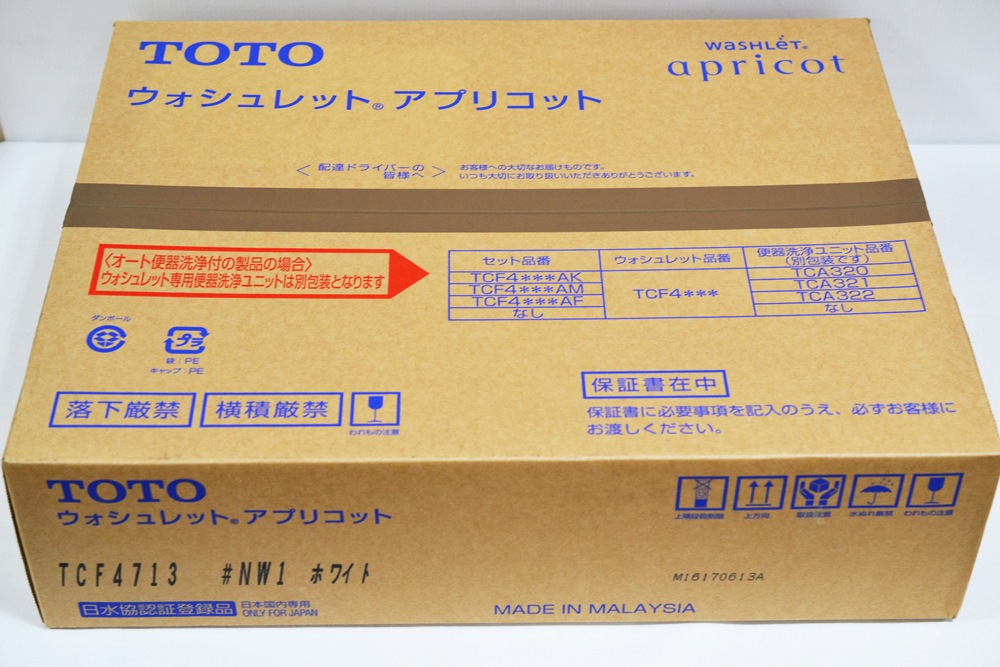 TOTO
ウォシュレット®アプリコット
WASHLET®
apricot
〈配達ドライバーの皆様へ〉
お客様への大切なお届けものです。
いつも大切にお取り扱いいただきありがとうございます。
〈オート便器洗浄付の製品の場合〉
ウォシュレット専用便器洗浄ユニットは別包装となります
セット品番 ウォシュレット品番 便器洗浄ユニット品番
(別包装です)
TCF4***AK TCF4*** TCA320
TCF4***AM TCA321
TCF4***AF TCA322
なし なし
ダンボール
プラ
袋:PE
キャップ:PE
落下厳禁 横積厳禁
われもの注意
保証書在中
保証書に必要事項を記入のうえ、必ずお客様に
お渡しください。
TOTO
ウォシュレット®アプリコット
上積段数制限 上方向 取扱注意 水ぬれ厳禁 われもの注意
TCF4713 #NW1 ホワイト
M16170613A
日水協認証登録品 日本国内専用
ONLY FOR JAPAN
MADE IN MALAYSIA